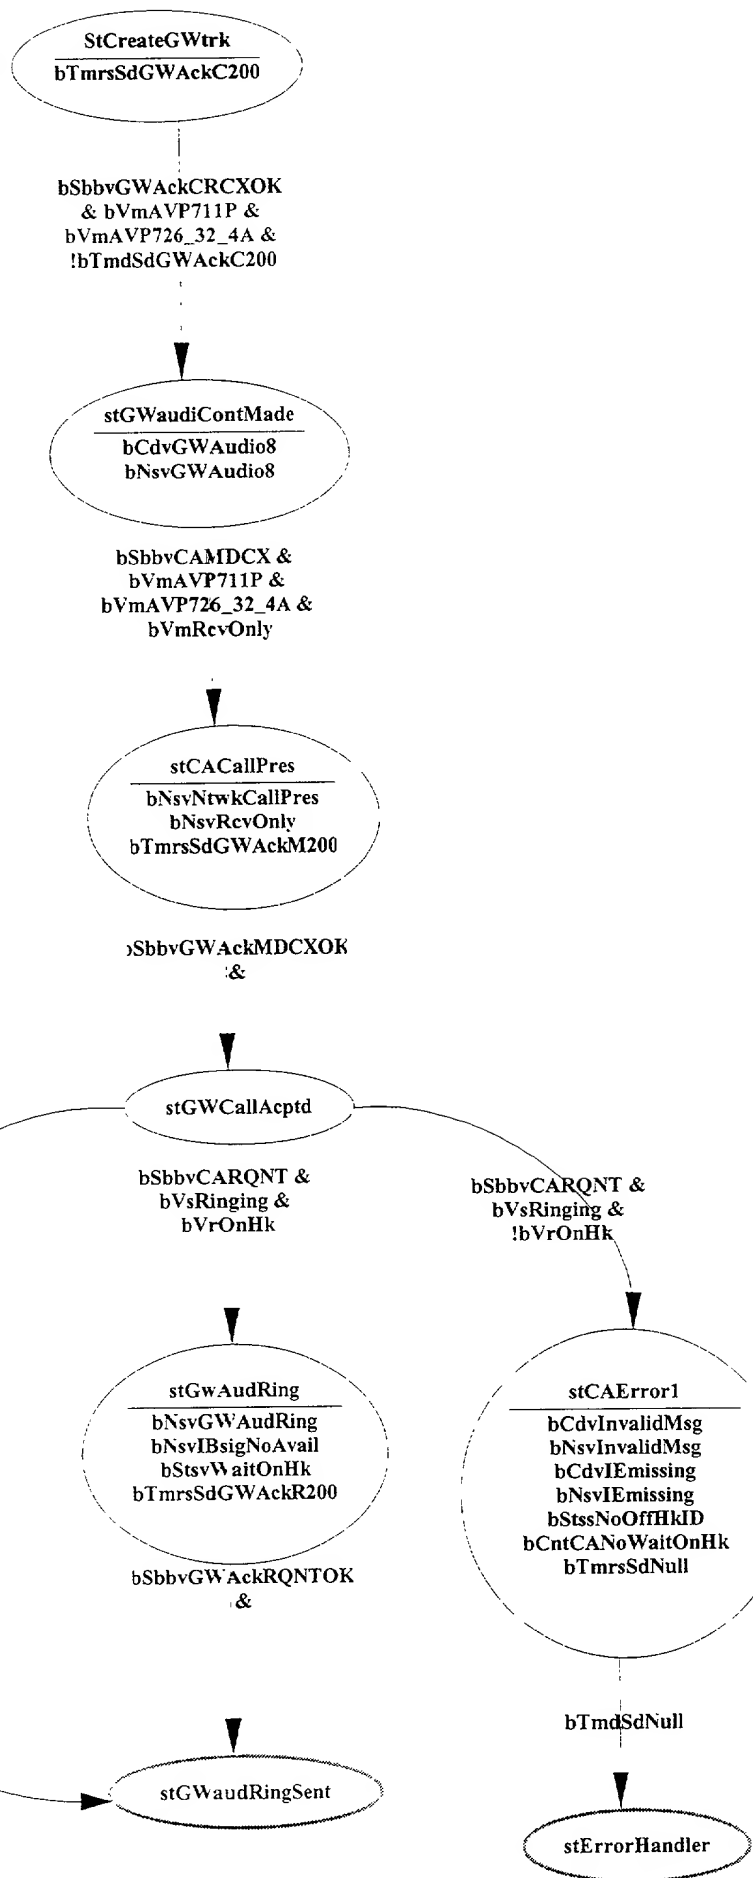 StCreateGWtrk
bTmrsSdGWAckC200
bSbbvGWAckCRCXOK
& bVmAVP711P &
bVmAVP726_32_4A &
!bTmdSdGWAckC200
stGWaudiContMade
bCdvGWAudio8
bNsvGWAudio8
bSbbvCAMDCX &
bVmAVP711P &
bVmAVP726_32_4A &
bVmRcvOnly
stCACallPres
bNsvNtwkCallPres
bNsvRcvOnly
bTmrsSdGWAckM200
bSbbvGWAckMDCXOK
&
stGWCallAcptd
bSbbvCARQNT &
bVsRinging &
bVrOnHk
bSbbvCARQNT &
bVsRinging &
!bVrOnHk
stGwAudRing
bNsvGWAudRing
bNsvIBsigNoAvail
bStsvWaitOnHk
bTmrsSdGWAckR200
stCAError1
bCdvInvalidMsg
bNsvInvalidMsg
bCdvIEmissing
bNsvIEmissing
bStssNoOffHkID
bCntCANoWaitOnHk
bTmrsSdNull
bSbbvGWAckRQNTOK
&
bTmdSdNull
stGWaudRingSent
stErrorHandler